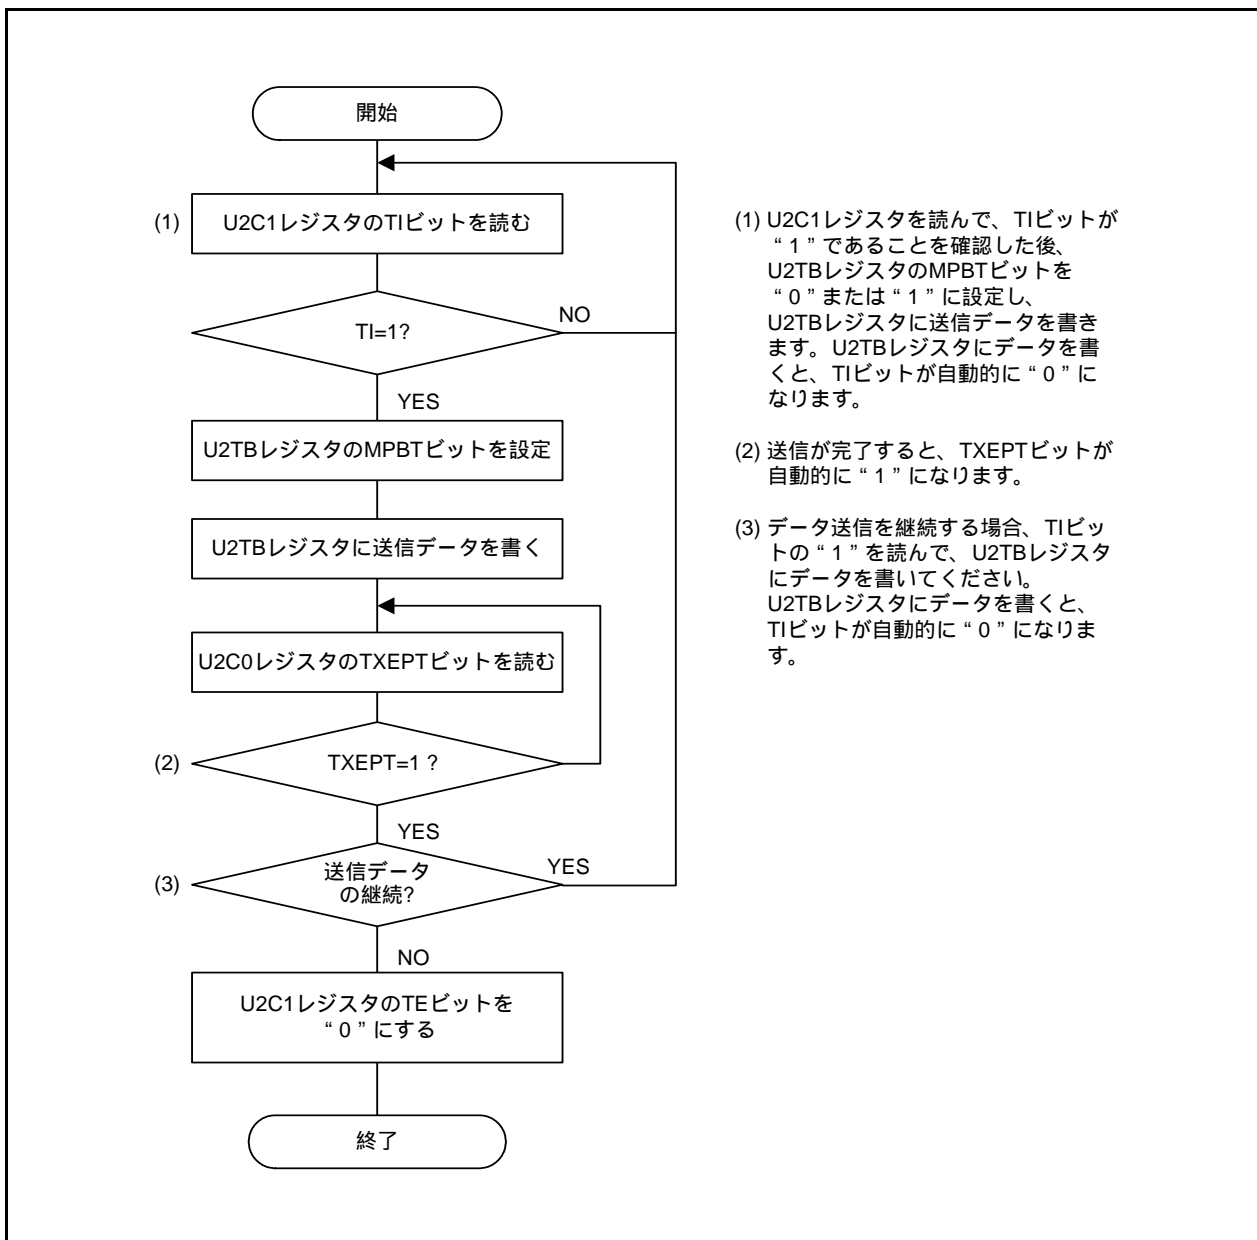 開始
(1)
U2C1レジスタのTIビットを読む
TI=1?
NO
YES
U2TBレジスタのMPBTビットを設定
U2TBレジスタに送信データを書く
U2C0レジスタのTXEPTビットを読む
(2)
TXEPT=1 ?
YES
(3)
送信データ
の継続?
YES
NO
U2C1レジスタのTEビットを
“ 0 ” にする
終了
(1) U2C1レジスタを読んで、TIビットが
“ 1 ” であることを確認した後、
U2TBレジスタのMPBTビットを
“ 0 ” または “ 1 ” に設定し、
U2TBレジスタに送信データを書き
ます。U2TBレジスタにデータを書
くと、TIビットが自動的に “ 0 ” に
なります。
(2) 送信が完了すると、TXEPTビットが
自動的に “ 1 ” になります。
(3) データ送信を継続する場合、TIビッ
トの “ 1 ” を読んで、U2TBレジスタ
にデータを書いてください。
U2TBレジスタにデータを書くと、
TIビットが自動的に “ 0 ” になりま
す。